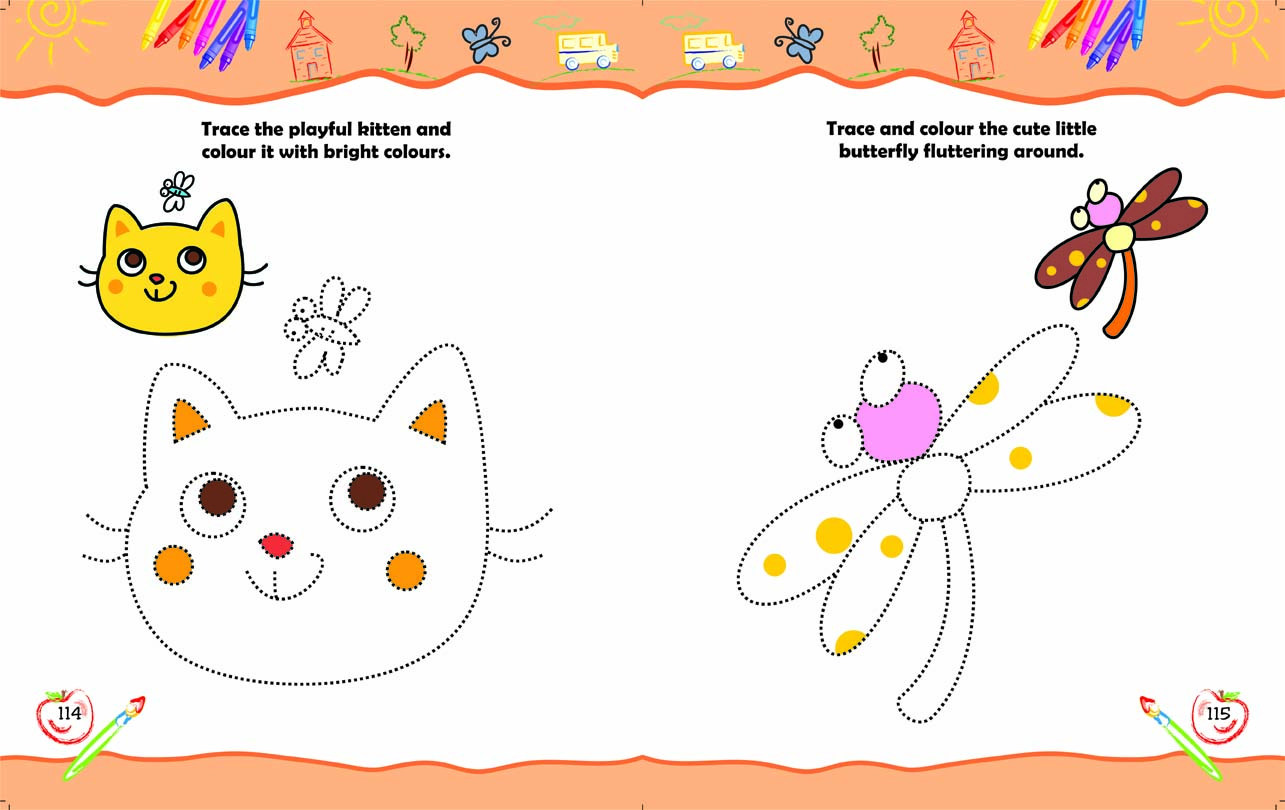 Trace the playful kitten and
colour it with bright colours.
114
Trace and colour the cute little
butterfly fluttering around.
115